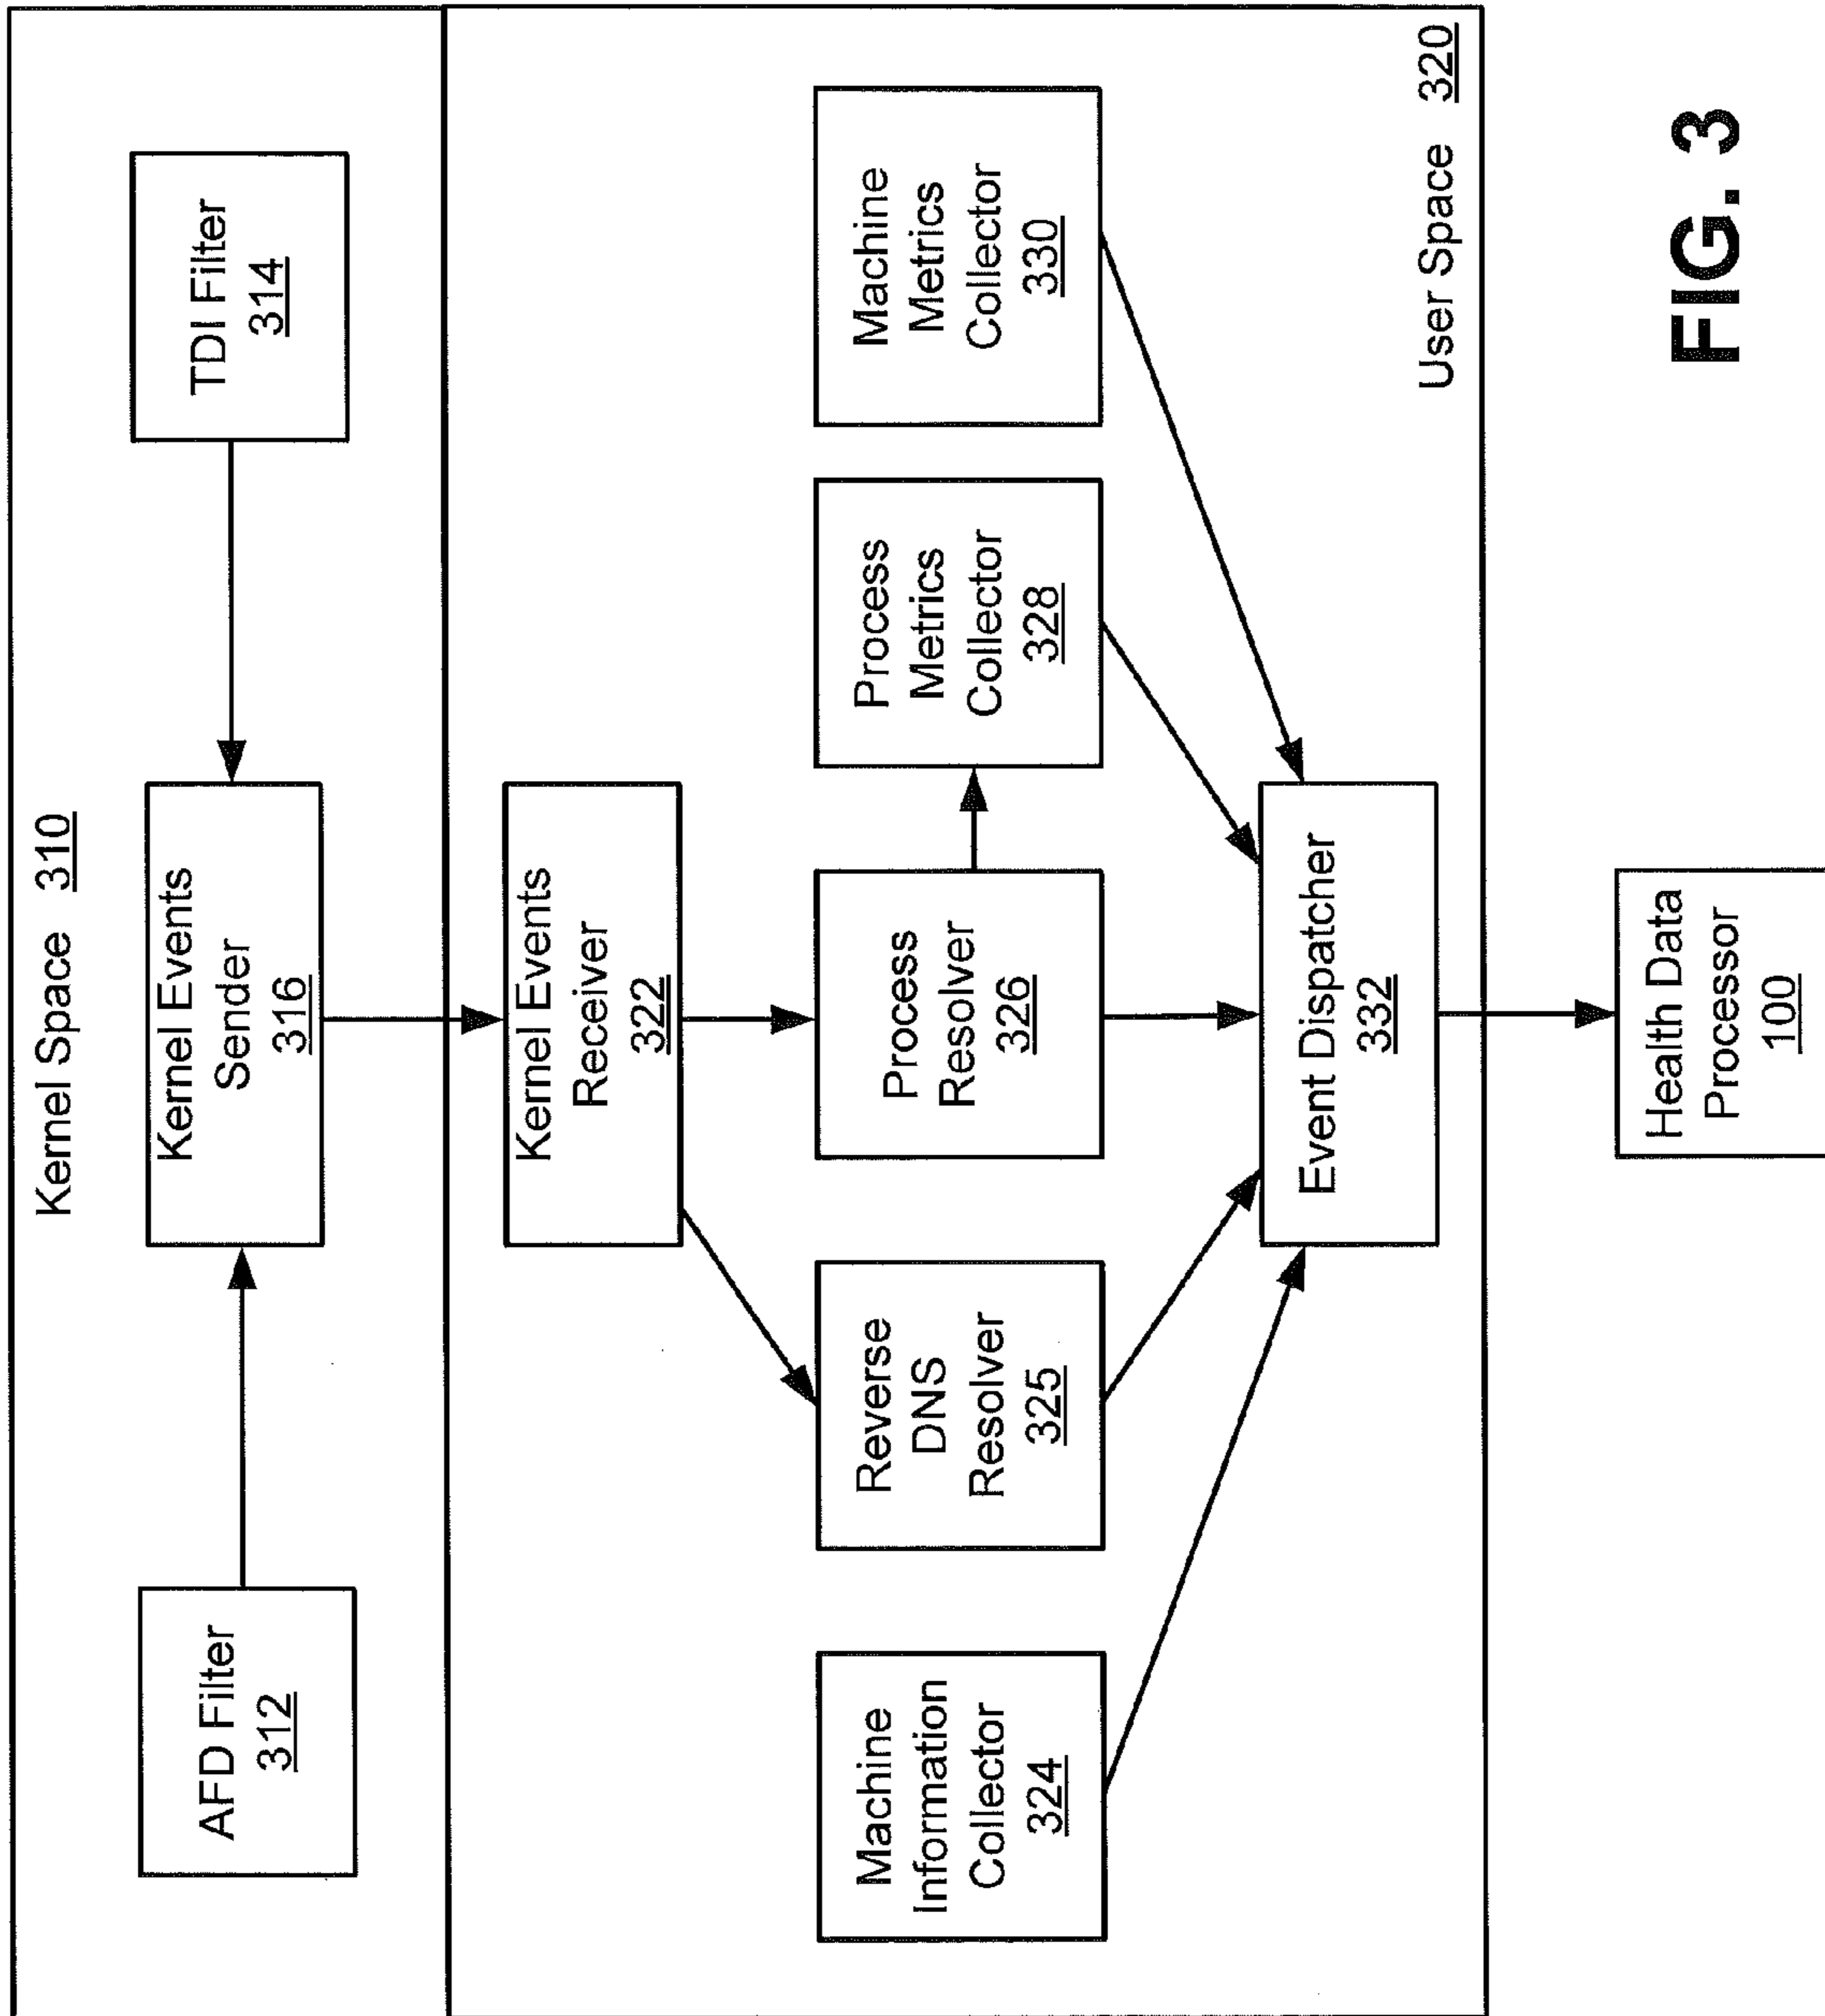 Kernel Space 310
AFD Filter
312
Kernel Events
Sender
316
TDI Filter
314
Kernel Events
Receiver
322
Machine
Information
Collector
324
Reverse
DNS
Resolver
325
Process
Resolver
326
Process
Metrics
Collector
328
Machine
Metrics
Collector
330
Event Dispatcher
332
User Space 320
Health Data
Processor
100
FIG. 3